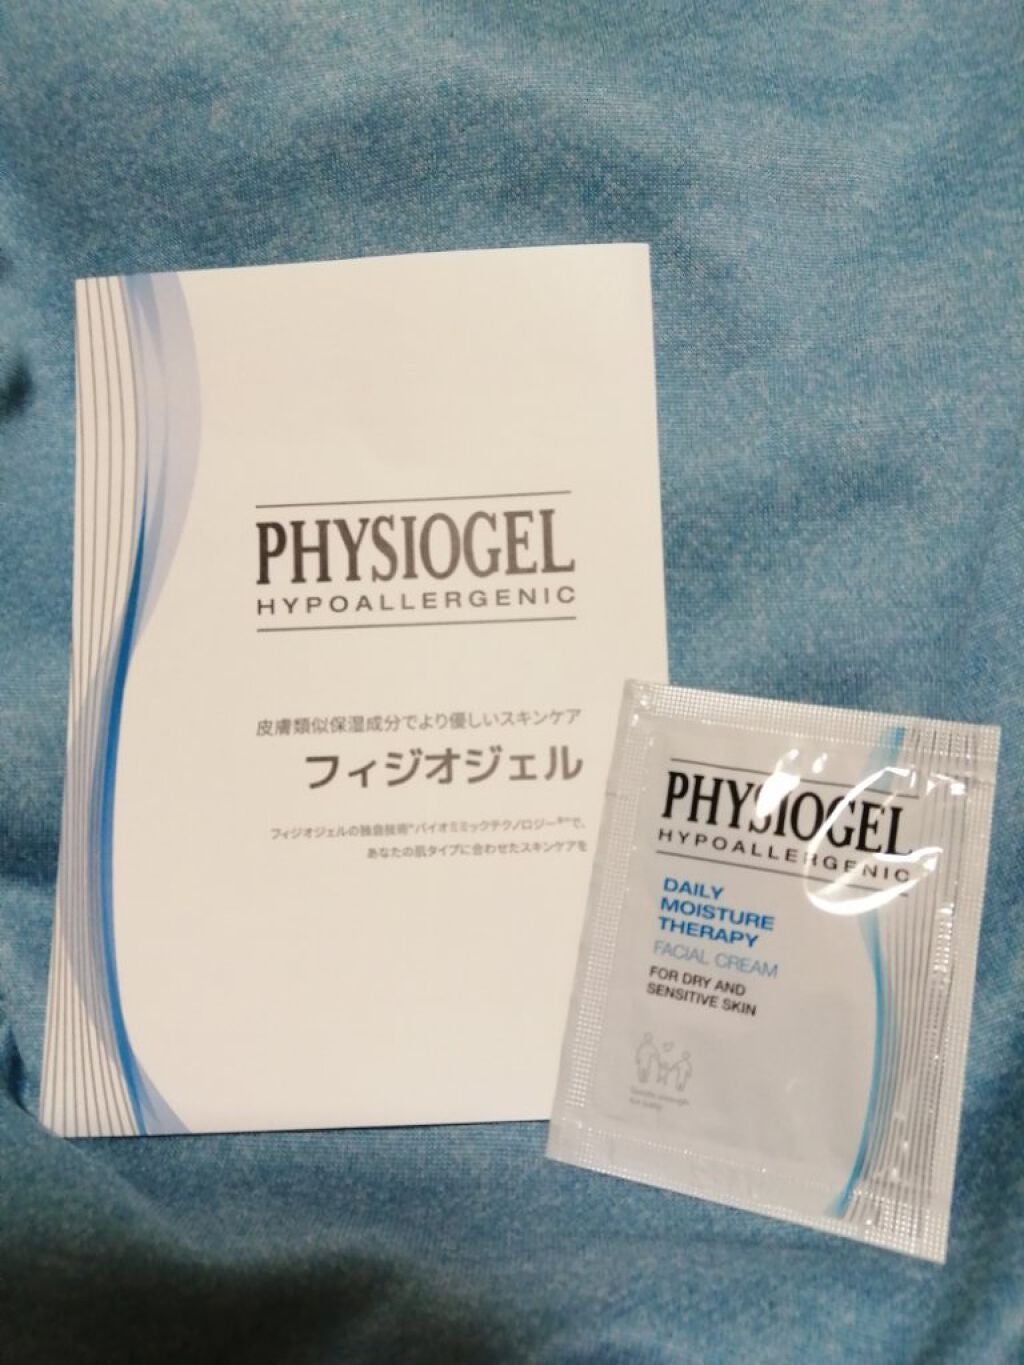 PHYSIOGEL
HYPOALLERGENIC
皮膚類似保湿成分でより優しいスキンケア
フィジオジェル
フィジオジェルの独自技術"バイオミミックテクノロジー®"で、
あなたの肌タイプに合わせたスキンケアを
PHYSIOGEL
HYPOALLERGENIC
DAILY
MOISTURE
THERAPY
FACIAL CREAM
FOR DRY AND
SENSITIVE SKIN